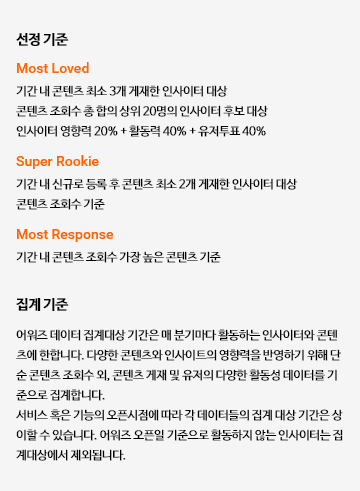 선정 기준
Most Loved
기간 내 콘텐츠 최소 3개 게재한 인사이터 대상
콘텐츠 조회수 총 합의 상위 20명의 인사이터 후보 대상
인사이터 영향력 20% + 활동력 40% + 유저투표 40%
Super Rookie
기간 내 신규로 등록 후 콘텐츠 최소 2개 게재한 인사이터 대상
콘텐츠 조회수 기준
Most Response
기간 내 콘텐츠 조회수 가장 높은 콘텐츠 기준
집계 기준
어워즈 데이터 집계대상 기간은 매 분기마다 활동하는 인사이터와 콘텐
츠에 한합니다. 다양한 콘텐츠와 인사이트의 영향력을 반영하기 위해 단
순 콘텐츠 조회수 외, 콘텐츠 게재 및 유저의 다양한 활동성 데이터를 기
준으로 집계합니다.
서비스 혹은 기능의 오픈시점에 따라 각 데이터들의 집계 대상 기간은 상
이할 수 있습니다. 어워즈 오픈일 기준으로 활동하지 않는 인사이터는 집
계대상에서 제외됩니다.